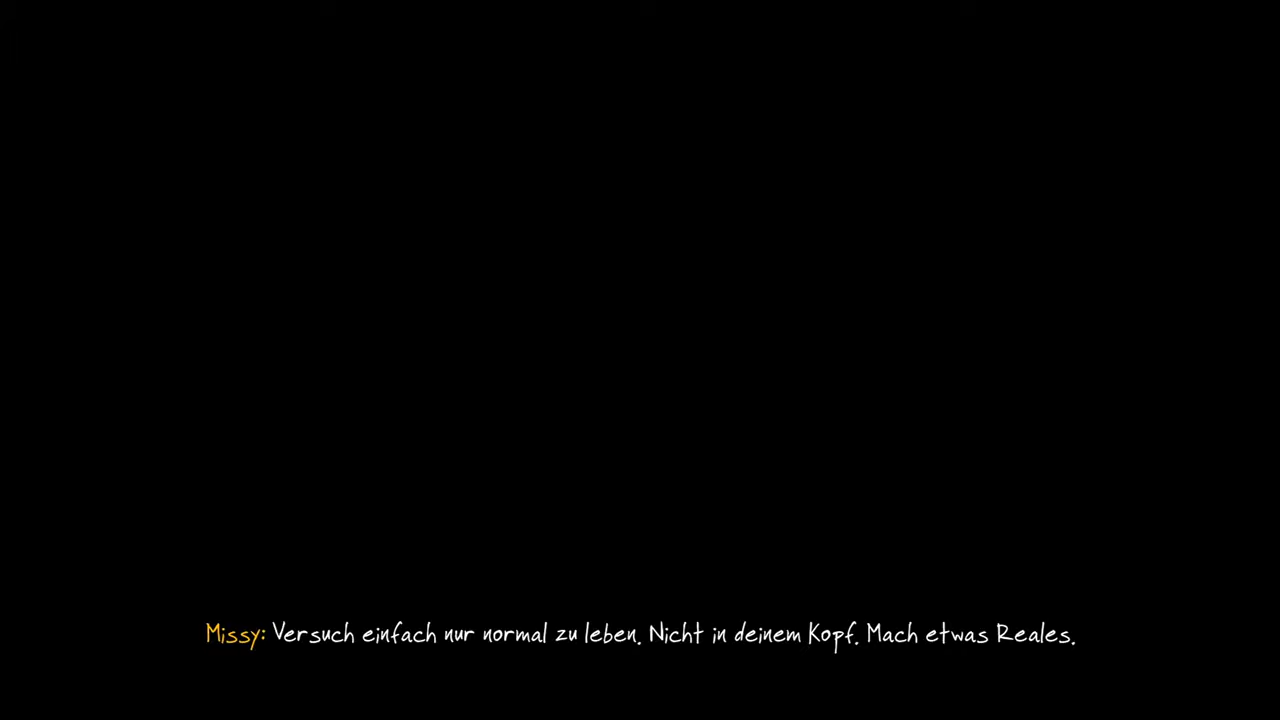 Missy: Versuch einfach nur normal zu leben. Nicht in deinem Kopf. Mach etwas Reales.